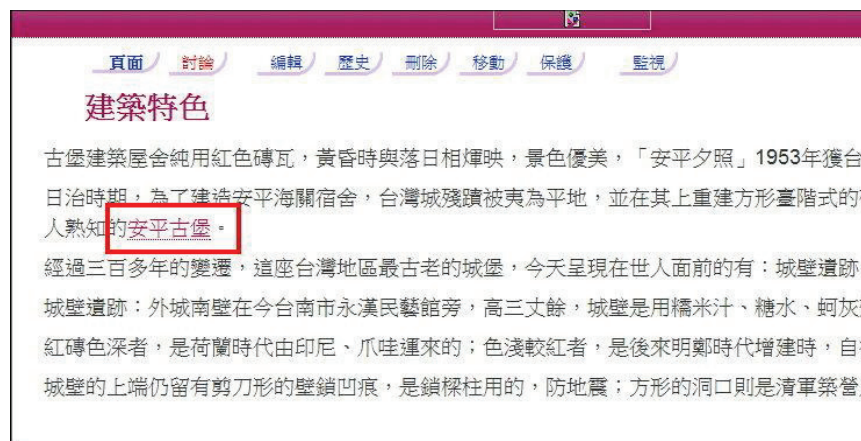 頁面 討論 編輯 歷史 刪除 移動 保護 監視
建築特色
古堡建築屋舍純用紅色磚瓦，黃昏時與落日相煇映，景色優美，「安平夕照」1953年獲台
日治時期，為了建造安平海關宿舍，台灣城殘蹟被夷為平地，並在其上重建方形臺階式的
人熟知的安平古堡。
經過三百多年的變遷，這座台灣地區最古老的城堡，今天呈現在世人面前的有：城壁遺跡
城壁遺跡：外城南壁在今台南市永漢民藝館旁，高三丈餘，城壁是用糯米汁、糖水、蚵灰
紅磚色深者，是荷蘭時代由印尼、爪哇運來的；色淺較紅者，是後來明鄭時代增建時，自
城壁的上端仍留有剪刀形的壁鎖凹痕，是鎖樑柱用的，防地震；方形的洞口則是清軍築營